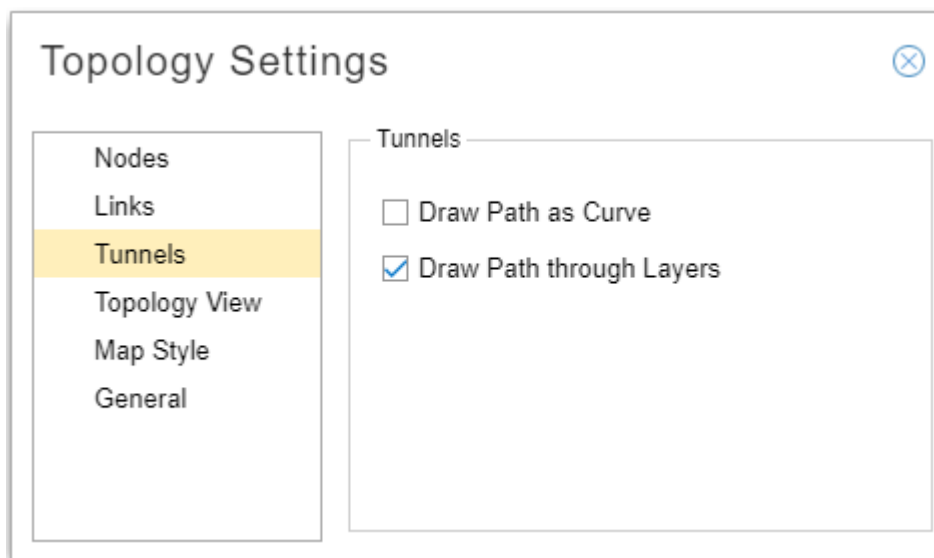 Topology Settings
Nodes
Links
Tunnels
Topology View
Map Style
General
Tunnels
Draw Path as Curve
Draw Path through Layers